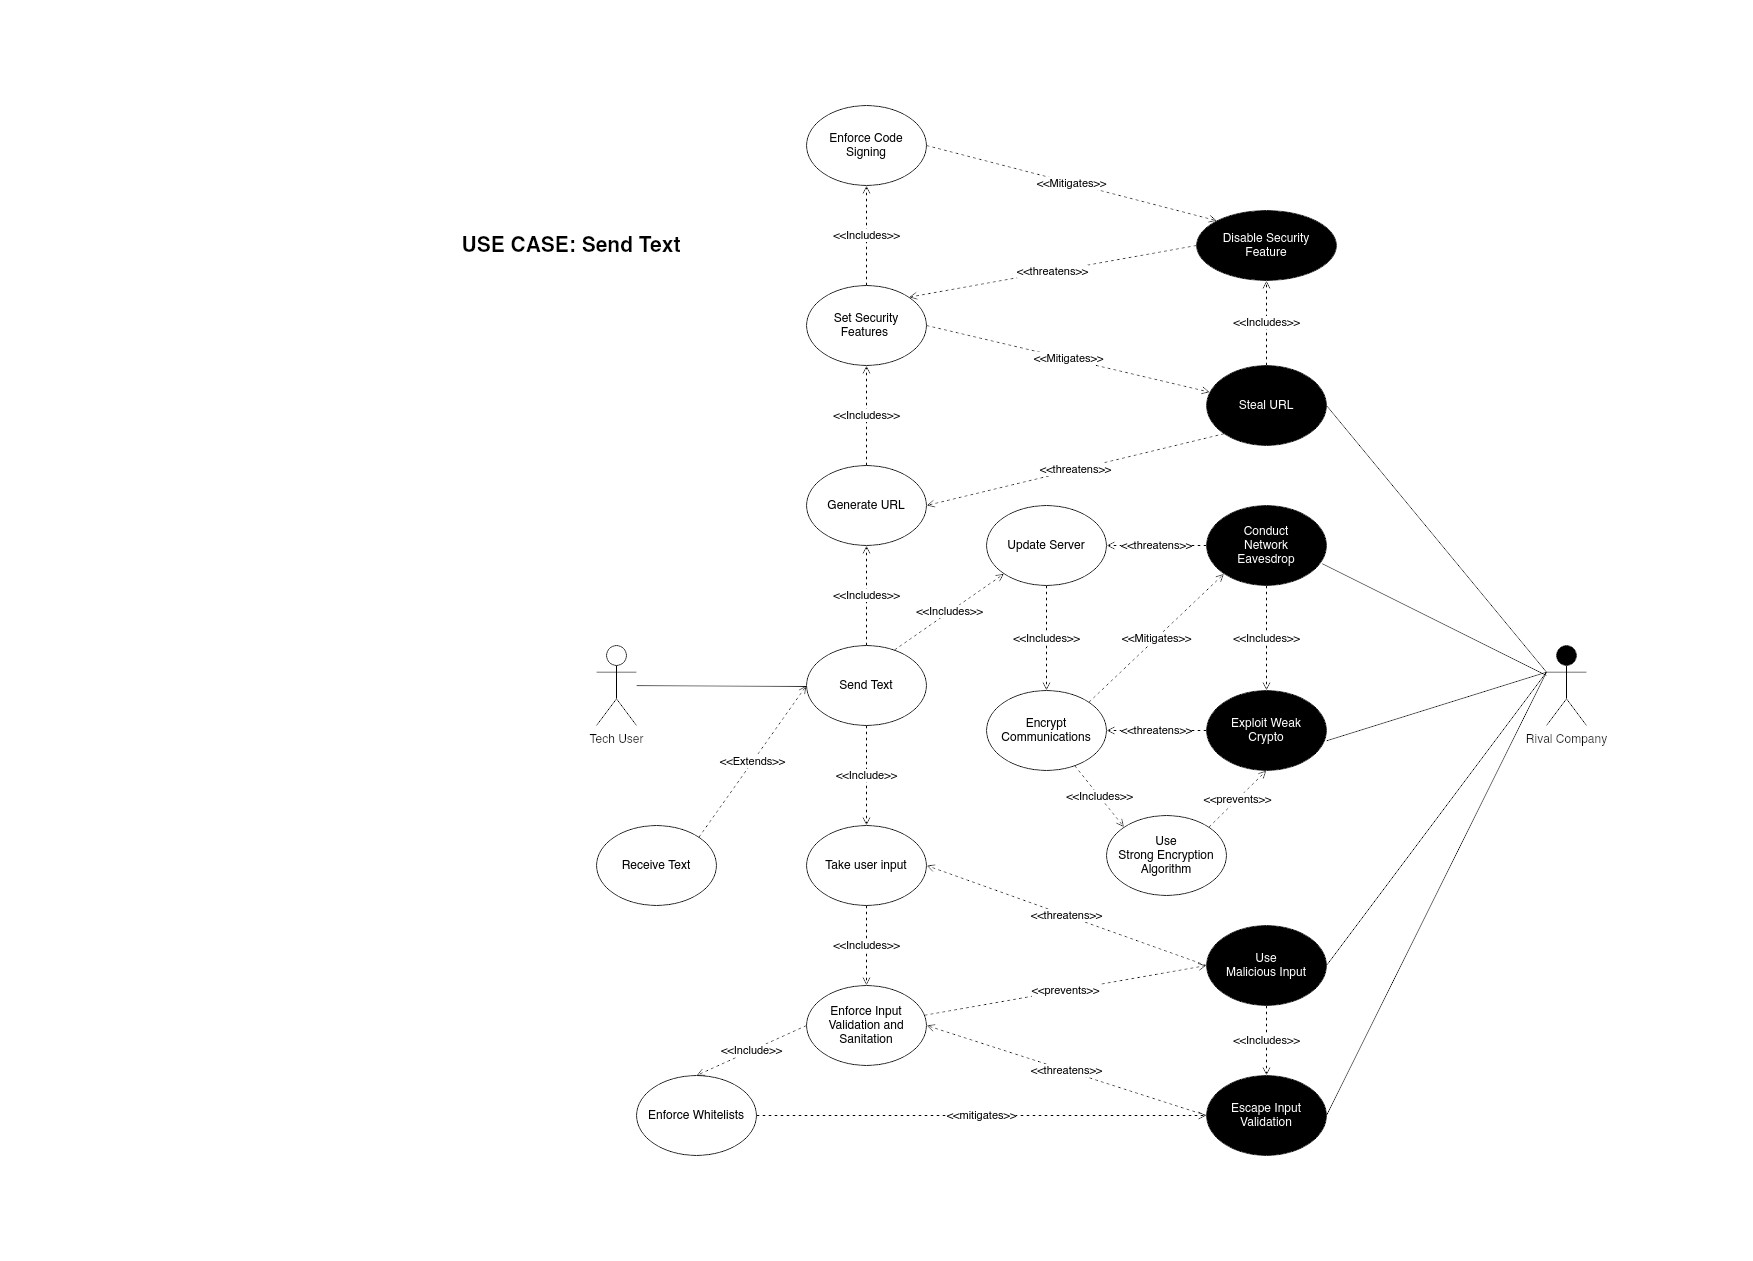 Enforce Code
Signing
<<Mitigates>>
USE CASE: Send Text
<<Includes>>
Disable Security
Feature
<<threatens>>
Set Security
Features
<<Includes>>
<<Mitigates>>
Steal URL
<<Includes>>
<<threatens>>
Generate URL
Update Server
<<threatens>>
Conduct
Network
Eavesdrop
<<Includes>>
<<Includes>>
<<Includes>>
<<Mitigates>>
<<Includes>>
Send Text
Tech User
Rival Company
Encrypt
Communications
<<threatens>>
Exploit Weak
Crypto
<<Extends>>
<<Include>>
<<Includes>>
<<prevents>>
Receive Text
Take user input
Use
Strong Encryption
Algorithm
<<threatens>>
<<Includes>>
Use
Malicious Input
<<prevents>>
Enforce Input
Validation and
Sanitation
<<Include>>
<<Includes>>
<<threatens>>
Enforce Whitelists
<<mitigates>>
Escape Input
Validation